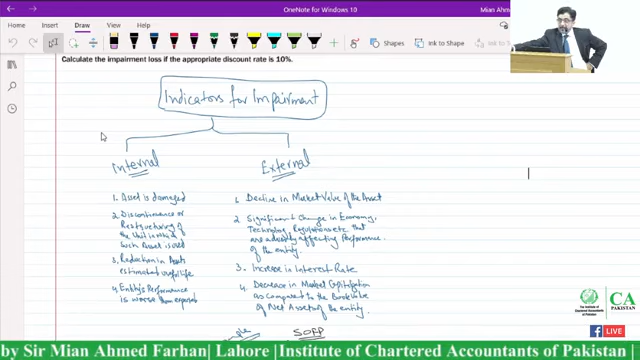 OneNote for Windows 10
Mian Ahm
Home
Insert
Draw
View
Shapes
Ink to Shape
Calculate the impairment loss if the appropriate discount rate is 10%.
Indicators for Impairment
Internal
External
1. Asset is damaged
2. Discontinuance or
Restructuring of
the Unit in which
such Asset is used
3. Reduction in Assets
estimated useful life
4. Entity's Performance
is worse than expected
1. Decline in Market Value of the Asset
2 Significant Change in Economy,
Technology, Regulations etc that
are adversely affecting performance
of the entity.
3. Increase in Interest Rate
4. Decrease in Market Capitalization
as compared to the Book Value
of Net Assets of the entity.
SOFP
CA
PAKISTAN
LIVE
by Sir Mian Ahmed Farhan| Lahore |Institute of Chartered Accountants of Pakistan|